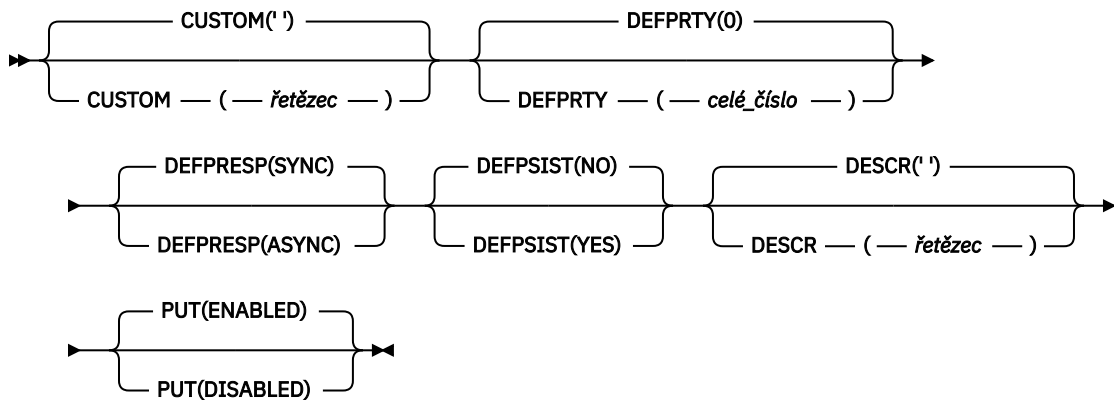 CUSTOM(' ') DEFPRTY(0)
CUSTOM ( řetězec ) DEFPRTY ( celé_číslo )
DEFPRESP(SYNC) DEFPSIST(NO) DESCR(' ')
DEFPRESP(ASYNC) DEFPSIST(YES) DESCR ( řetězec )
PUT(ENABLED)
PUT(DISABLED)